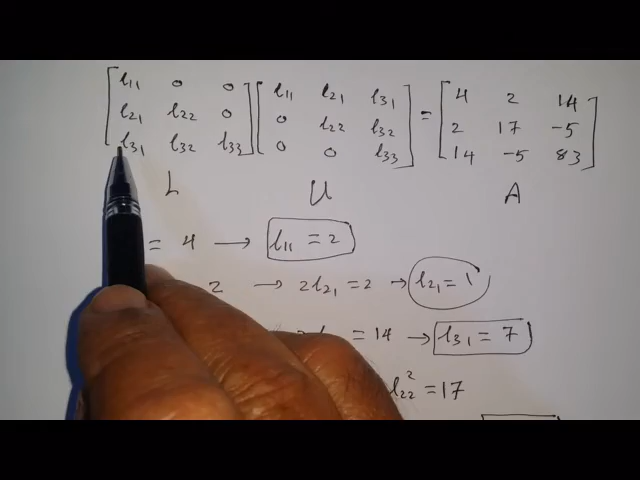 [ l₁₁ 0 0 ] [ l₁₁ l₂₁ l₃₁ ] = [ 4 2 14 ]
[ l₂₁ l₂₂ 0 ] [ 0 l₂₂ l₃₂ ] [ 2 17 -5 ]
[ l₃₁ l₃₂ l₃₃ ] [ 0 0 l₃₃ ] [ 14 -5 83 ]
L U A
= 4 → l₁₁ = 2
2 → 2l₂₁ = 2 → l₂₁ = 1
= 14 → l₃₁ = 7
l₂₂² = 17